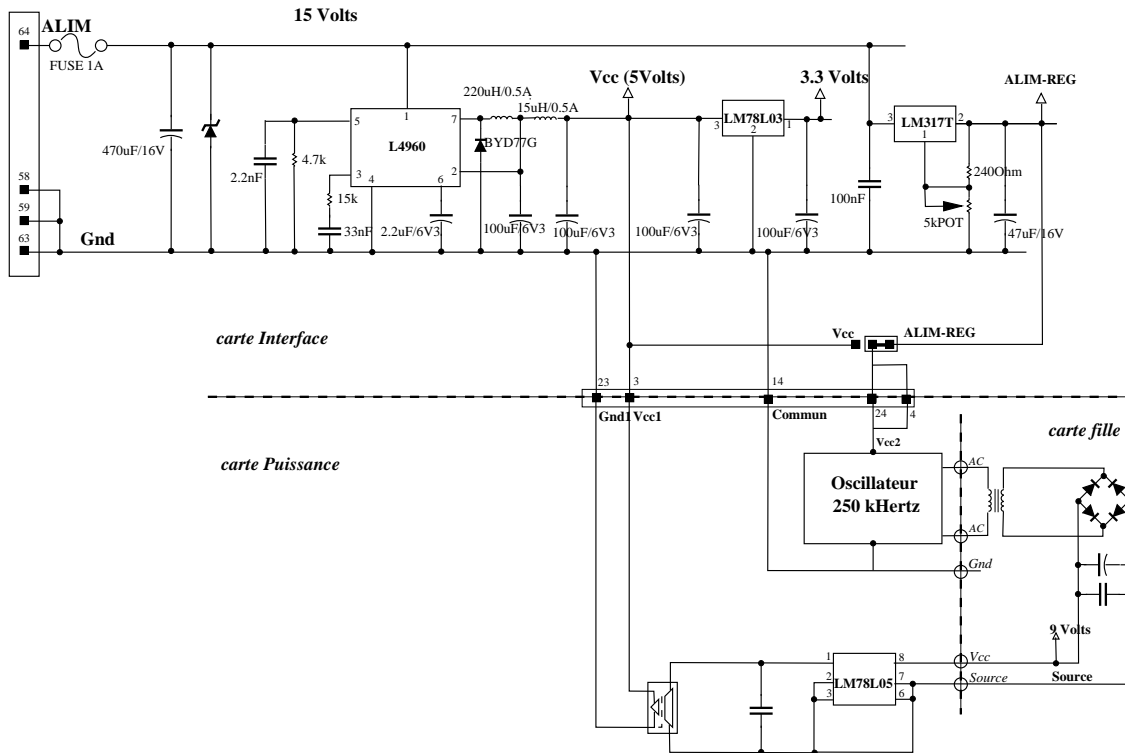 15 Volts
64
ALIM
FUSE 1A
Vcc (5Volts)
3.3 Volts
ALIM-REG
220uH/0.5A
15uH/0.5A
5
1
7
L4960
BYD77G
3
4
6
2
3
LM78L03
1
2
3
LM317T
2
1
470uF/16V
2.2nF
4.7k
15k
33nF
2.2uF/6V3
100uF/6V3
100uF/6V3
100uF/6V3
100uF/6V3
100nF
240Ohm
5kPOT
47uF/16V
58
59
63
Gnd
carte Interface
Vcc
ALIM-REG
23
3
14
Gnd1
Vcc1
Commun
24
4
Vcc2
carte Puissance
carte fille
Oscillateur
250 kHertz
AC
AC
Gnd
9 Volts
1
2
3
LM78L05
8
7
6
Vcc
Source
Source